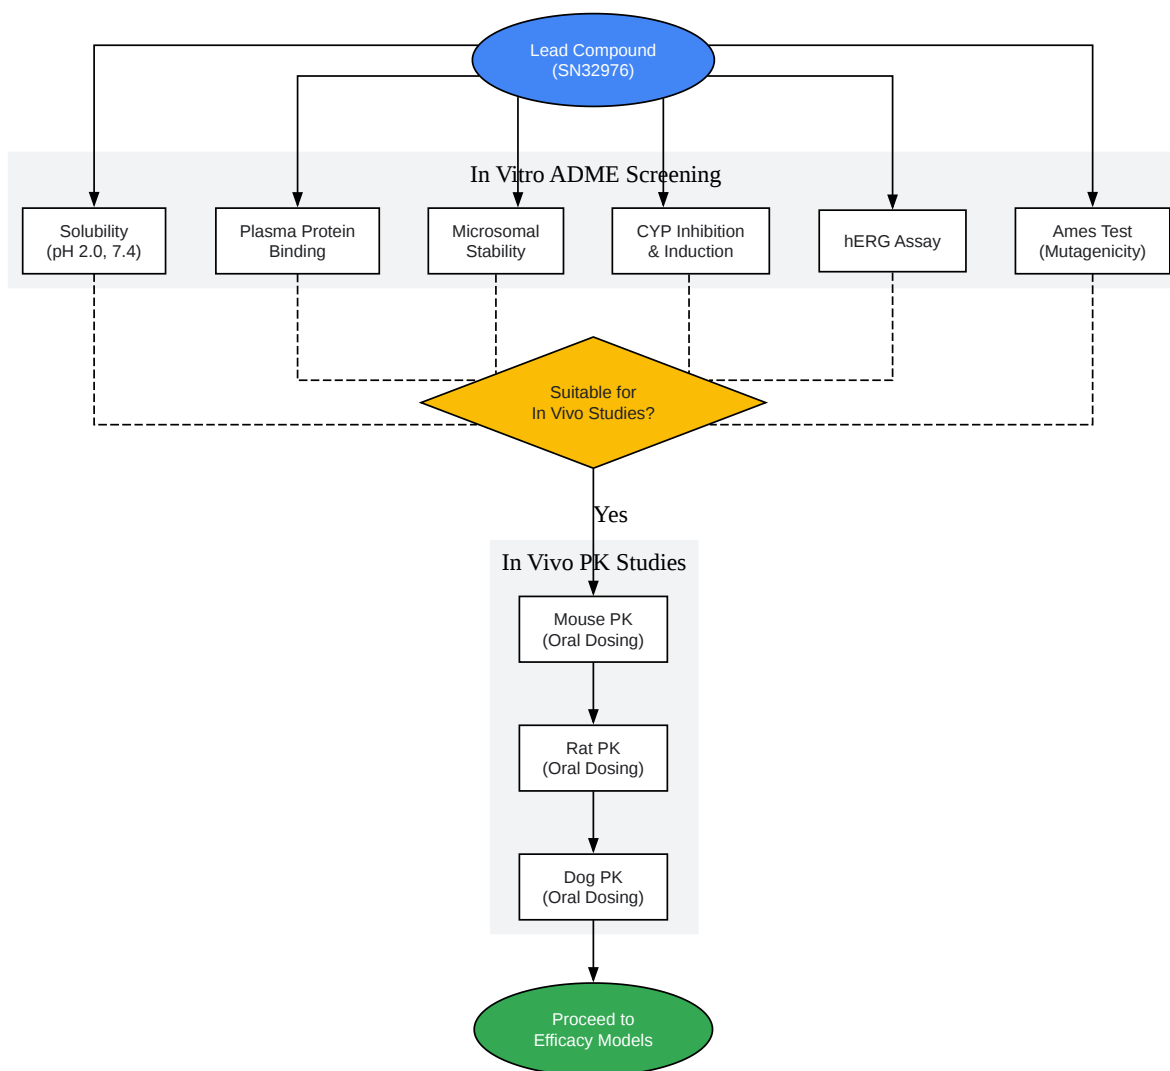 Lead Compound
(SN32976)
In Vitro ADME Screening
Solubility
(pH 2.0, 7.4)
Plasma Protein
Binding
Microsomal
Stability
CYP Inhibition
& Induction
hERG Assay
Ames Test
(Mutagenicity)
Suitable for
In Vivo Studies?
Yes
In Vivo PK Studies
Mouse PK
(Oral Dosing)
Rat PK
(Oral Dosing)
Dog PK
(Oral Dosing)
Proceed to
Efficacy Models